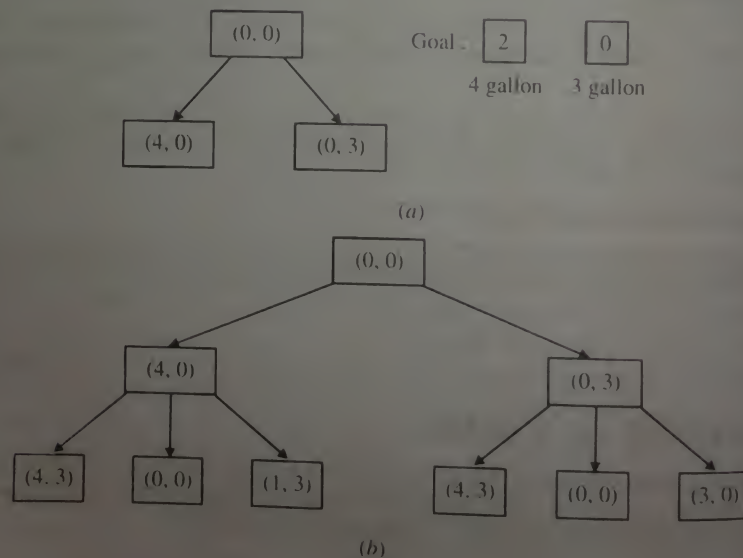 (0, 0)
Goal . 2 0
4 gallon 3 gallon
(4, 0) (0, 3)
(a)
(0, 0)
(4, 0) (0, 3)
(4. 3) (0, 0) (1, 3) (4. 3) (0, 0) (3, 0)
(b)